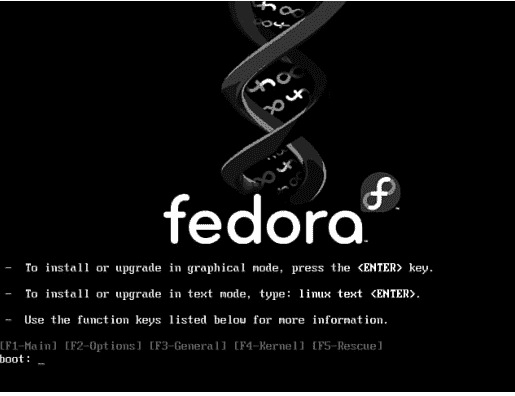 fedora
- To install or upgrade in graphical mode, press the <ENTER> key.
- To install or upgrade in text mode, type: linux text <ENTER>.
- Use the function keys listed below for more information.
[F1-Main] [F2-Options] [F3-General] [F4-Kernel] [F5-Rescue]
boot: _